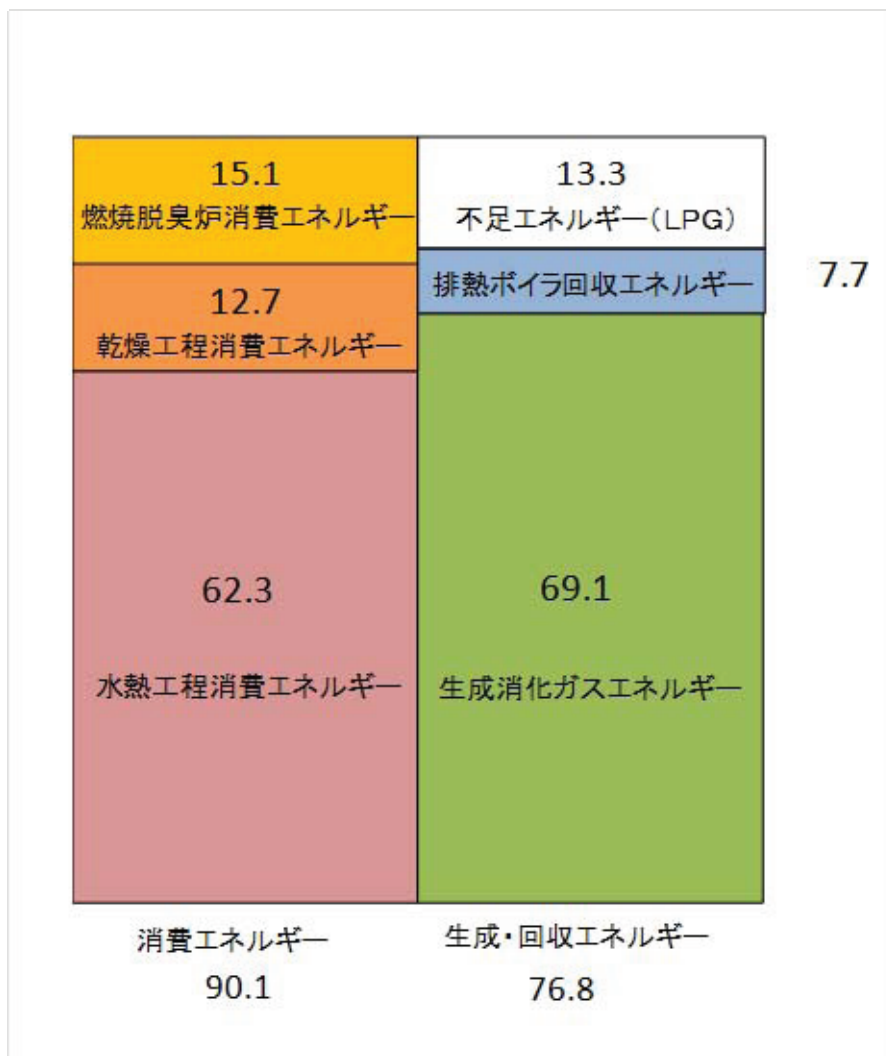 15.1
燃焼脱臭炉消費エネルギー
12.7
乾燥工程消費エネルギー
62.3
水熱工程消費エネルギー
消費エネルギー
90.1
13.3
不足エネルギー(LPG)
排熱ボイラ回収エネルギー
7.7
69.1
生成消化ガスエネルギー
生成・回収エネルギー
76.8